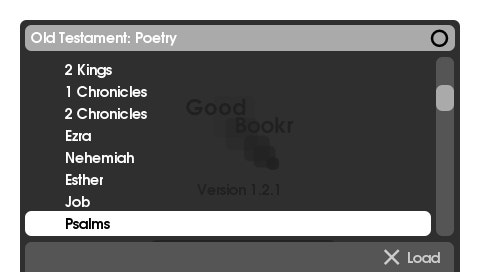 Old Testament: Poetry
2 Kings
1 Chronicles
2 Chronicles
Good
Bookr
Ezra
Nehemiah
Esther
Version 1.2.1
Job
Psalms
Load